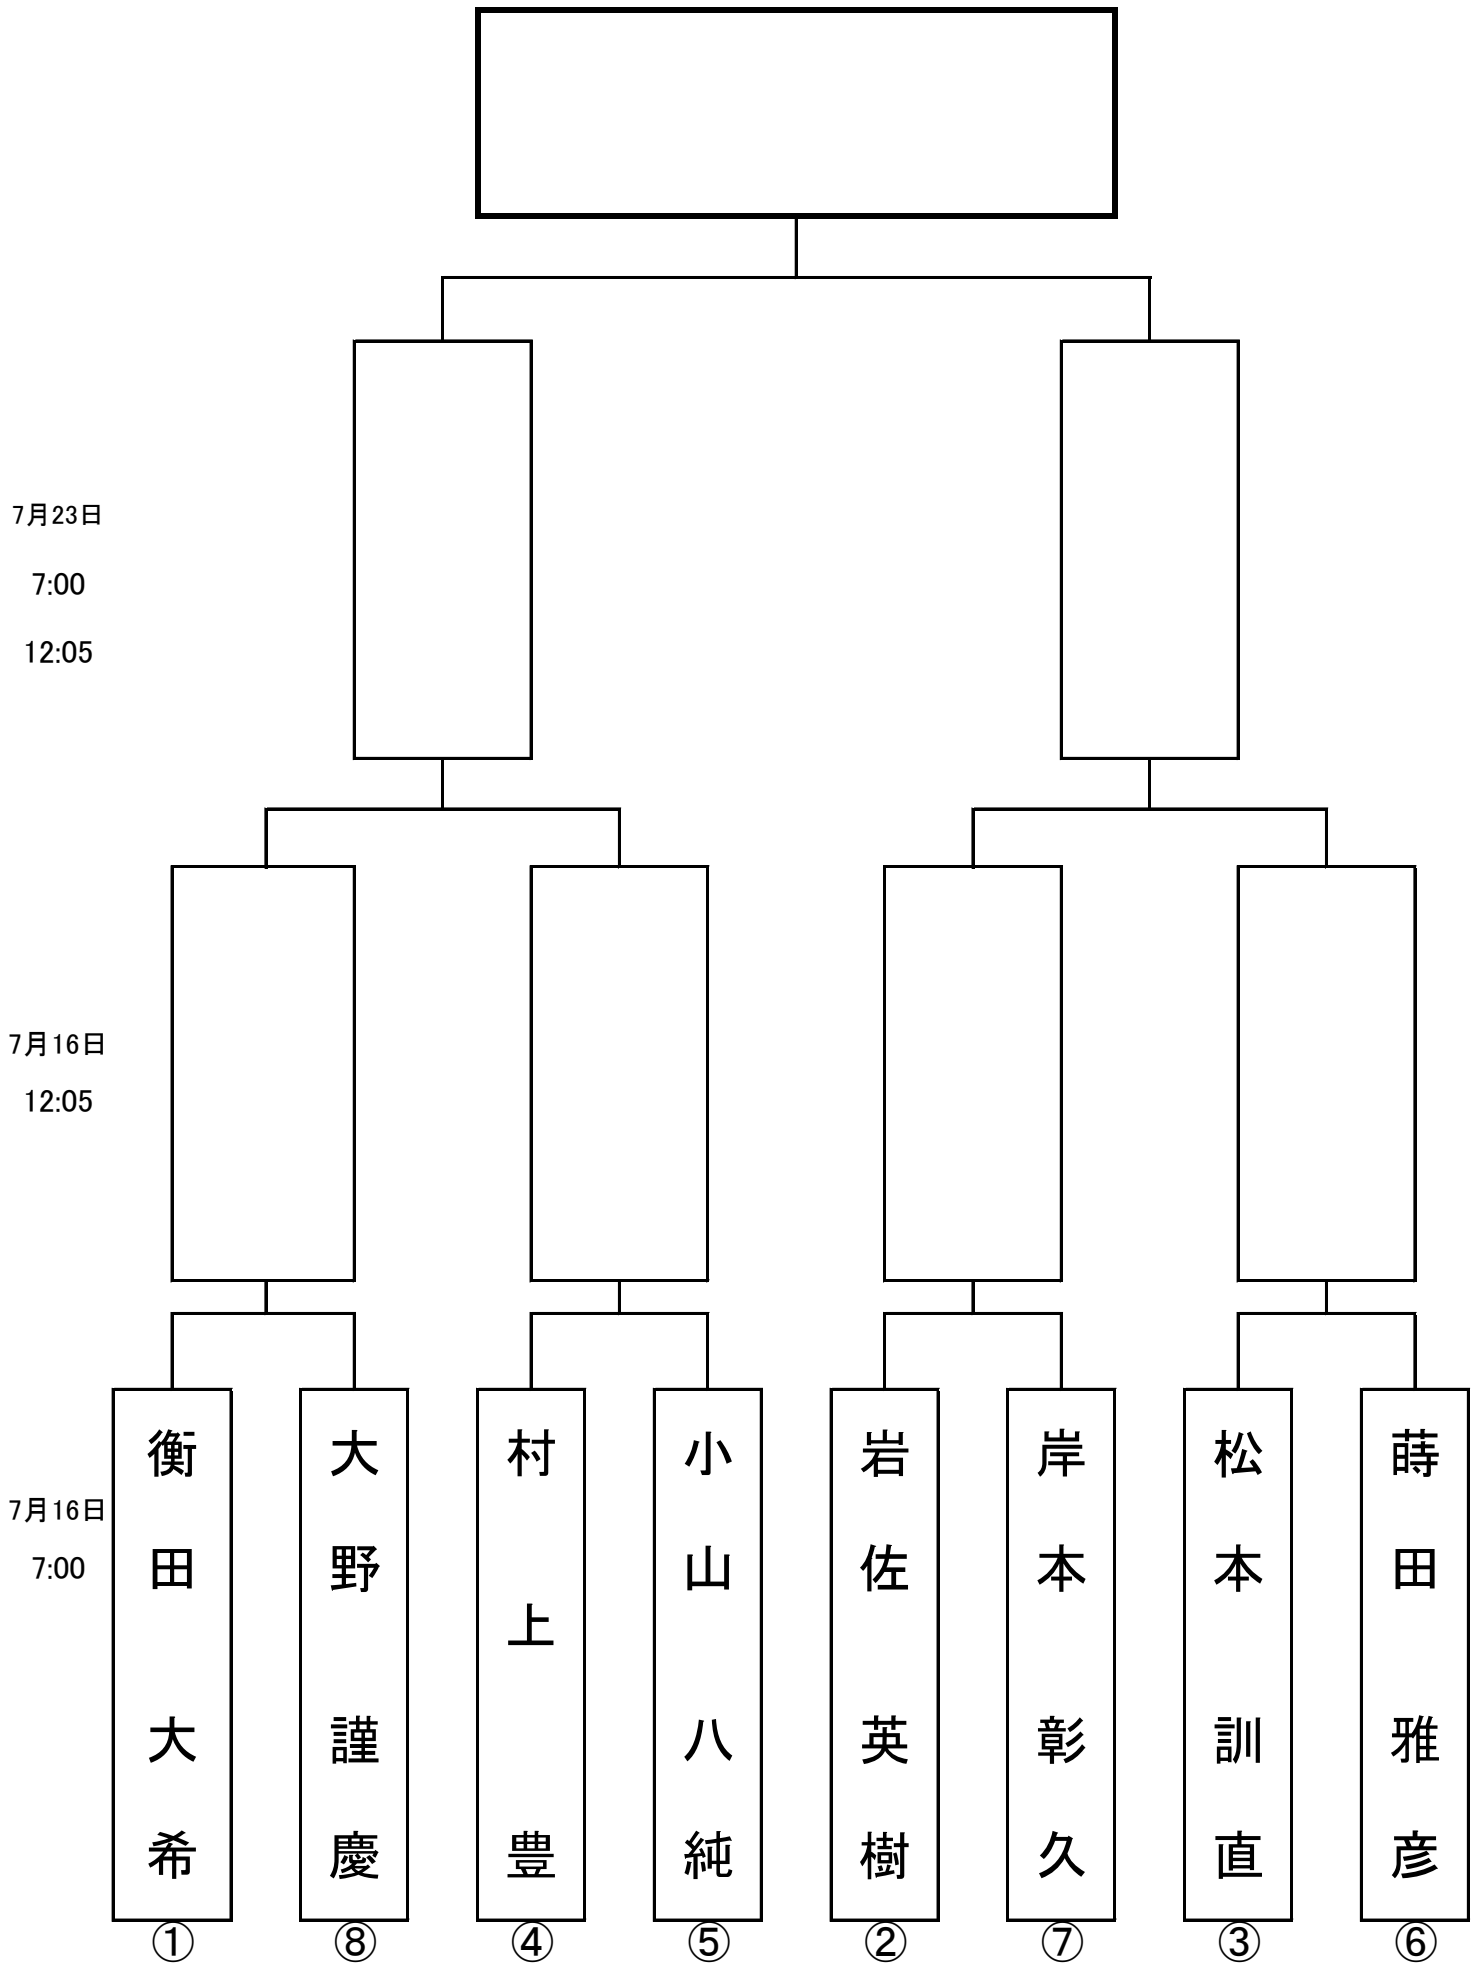 7月23日
7:00
12:05
7月16日
12:05
7月16日
7:00
衡田大希
大野謹慶
村上豊
小山八純
岩佐英樹
岸本彰久
松本訓直
蒔田雅彦
① ⑧ ④ ⑤ ② ⑦ ③ ⑥